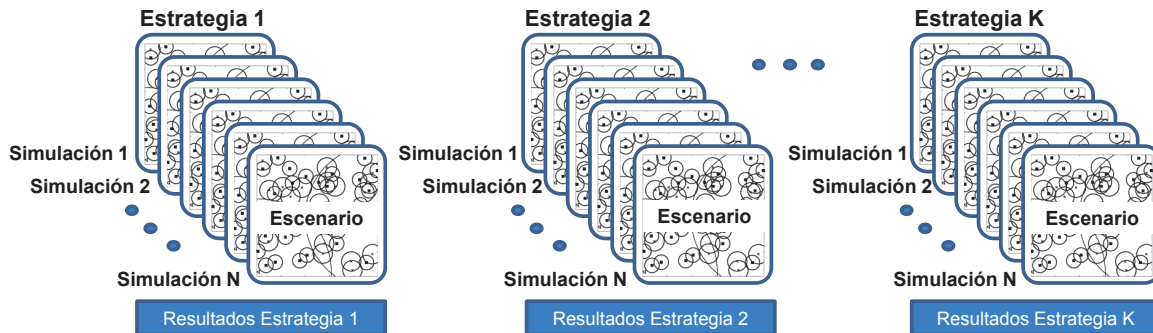 Estrategia 1
Estrategia 2
Estrategia K
Simulación 1
Simulación 2
Escenario
Simulación N
Simulación 1
Simulación 2
Escenario
Simulación N
Simulación 1
Simulación 2
Escenario
Simulación N
Resultados Estrategia 1
Resultados Estrategia 2
Resultados Estrategia K